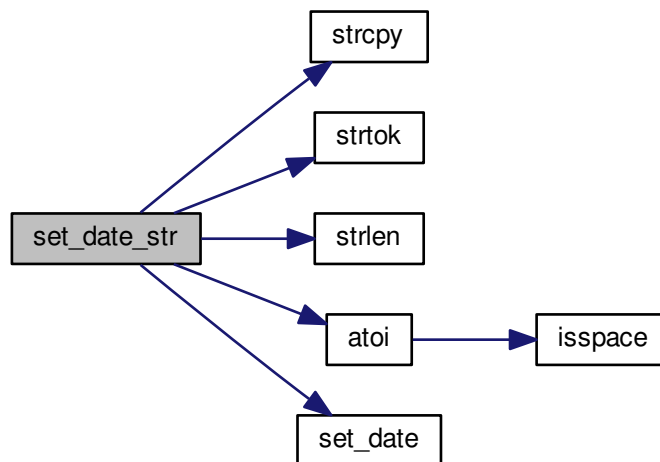 strcpy
strtok
set_date_str
strlen
atoi
isspace
set_date